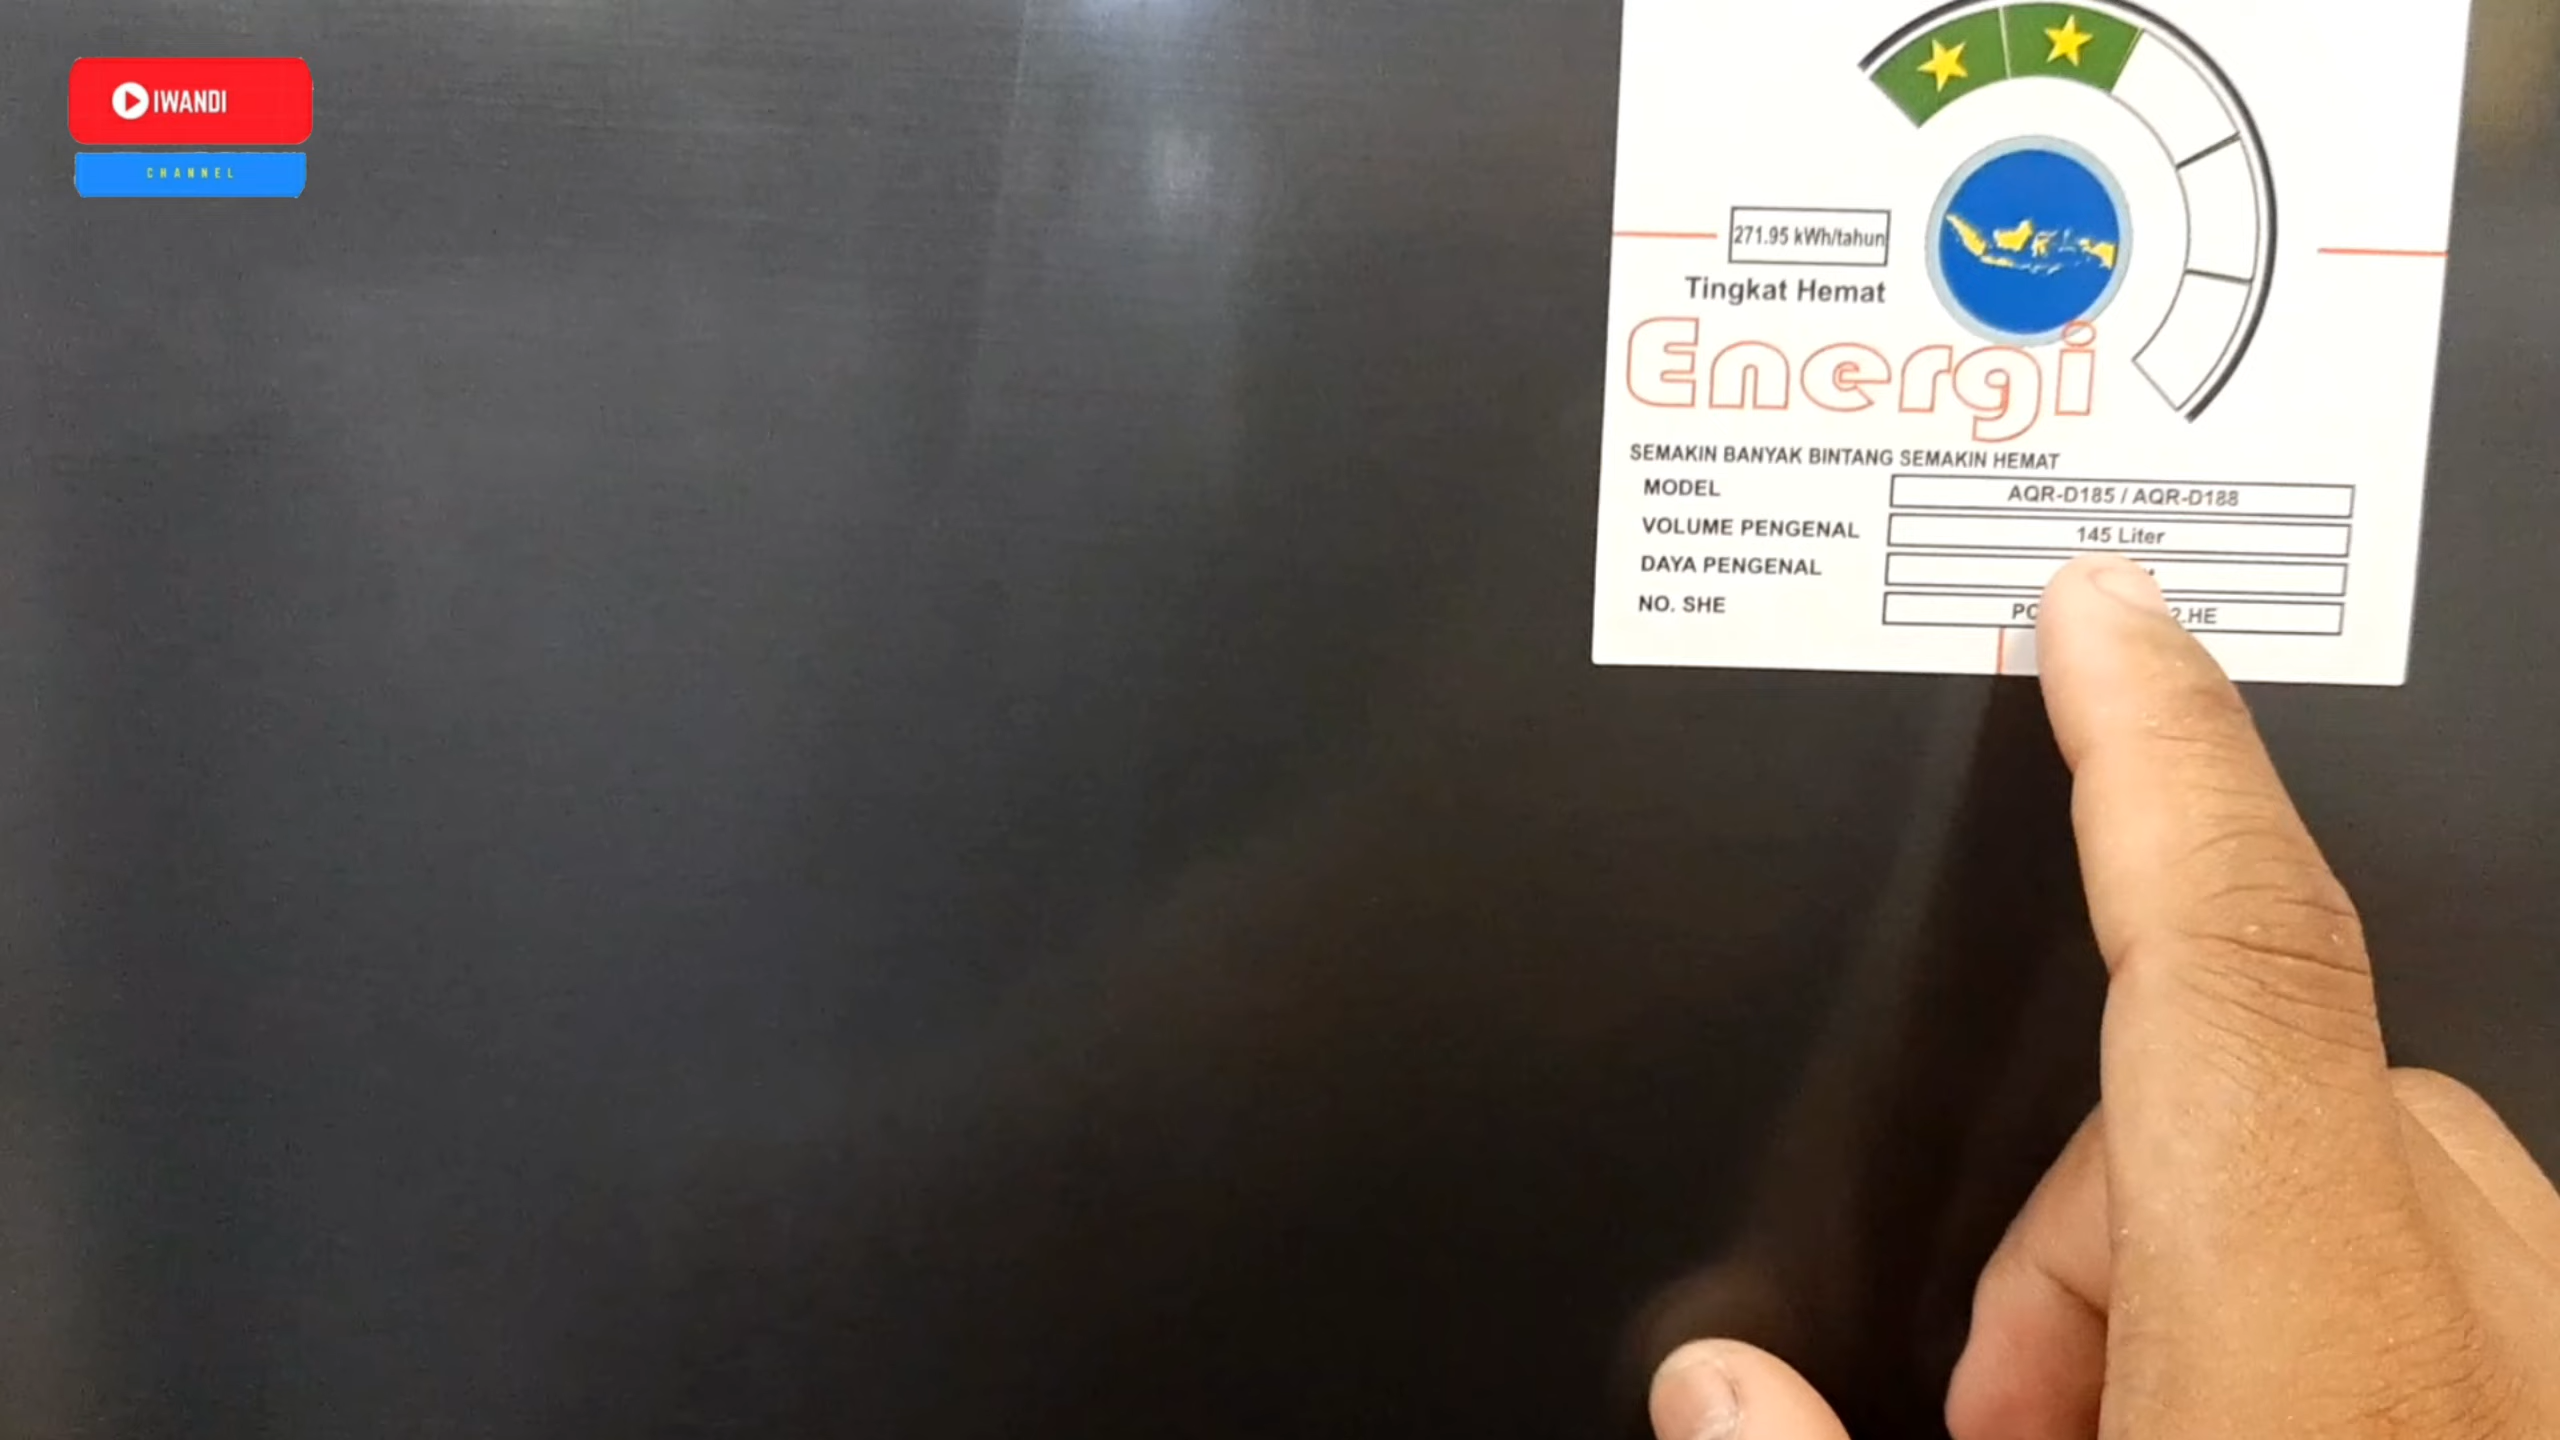 IWANDI
CHANNEL
271.95 kWh/tahun
Tingkat Hemat
Energi
SEMAKIN BANYAK BINTANG SEMAKIN HEMAT
MODEL AQR-D185 / AQR-D188
VOLUME PENGENAL 145 Liter
DAYA PENGENAL
NO. SHE